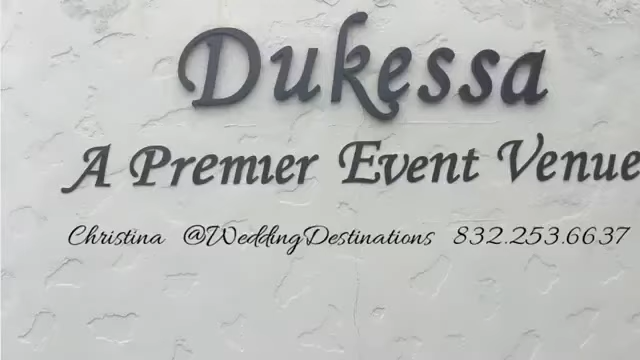 Dukessa
A Premier Event Venue
Christina @WeddingDestinations 832.253.6637